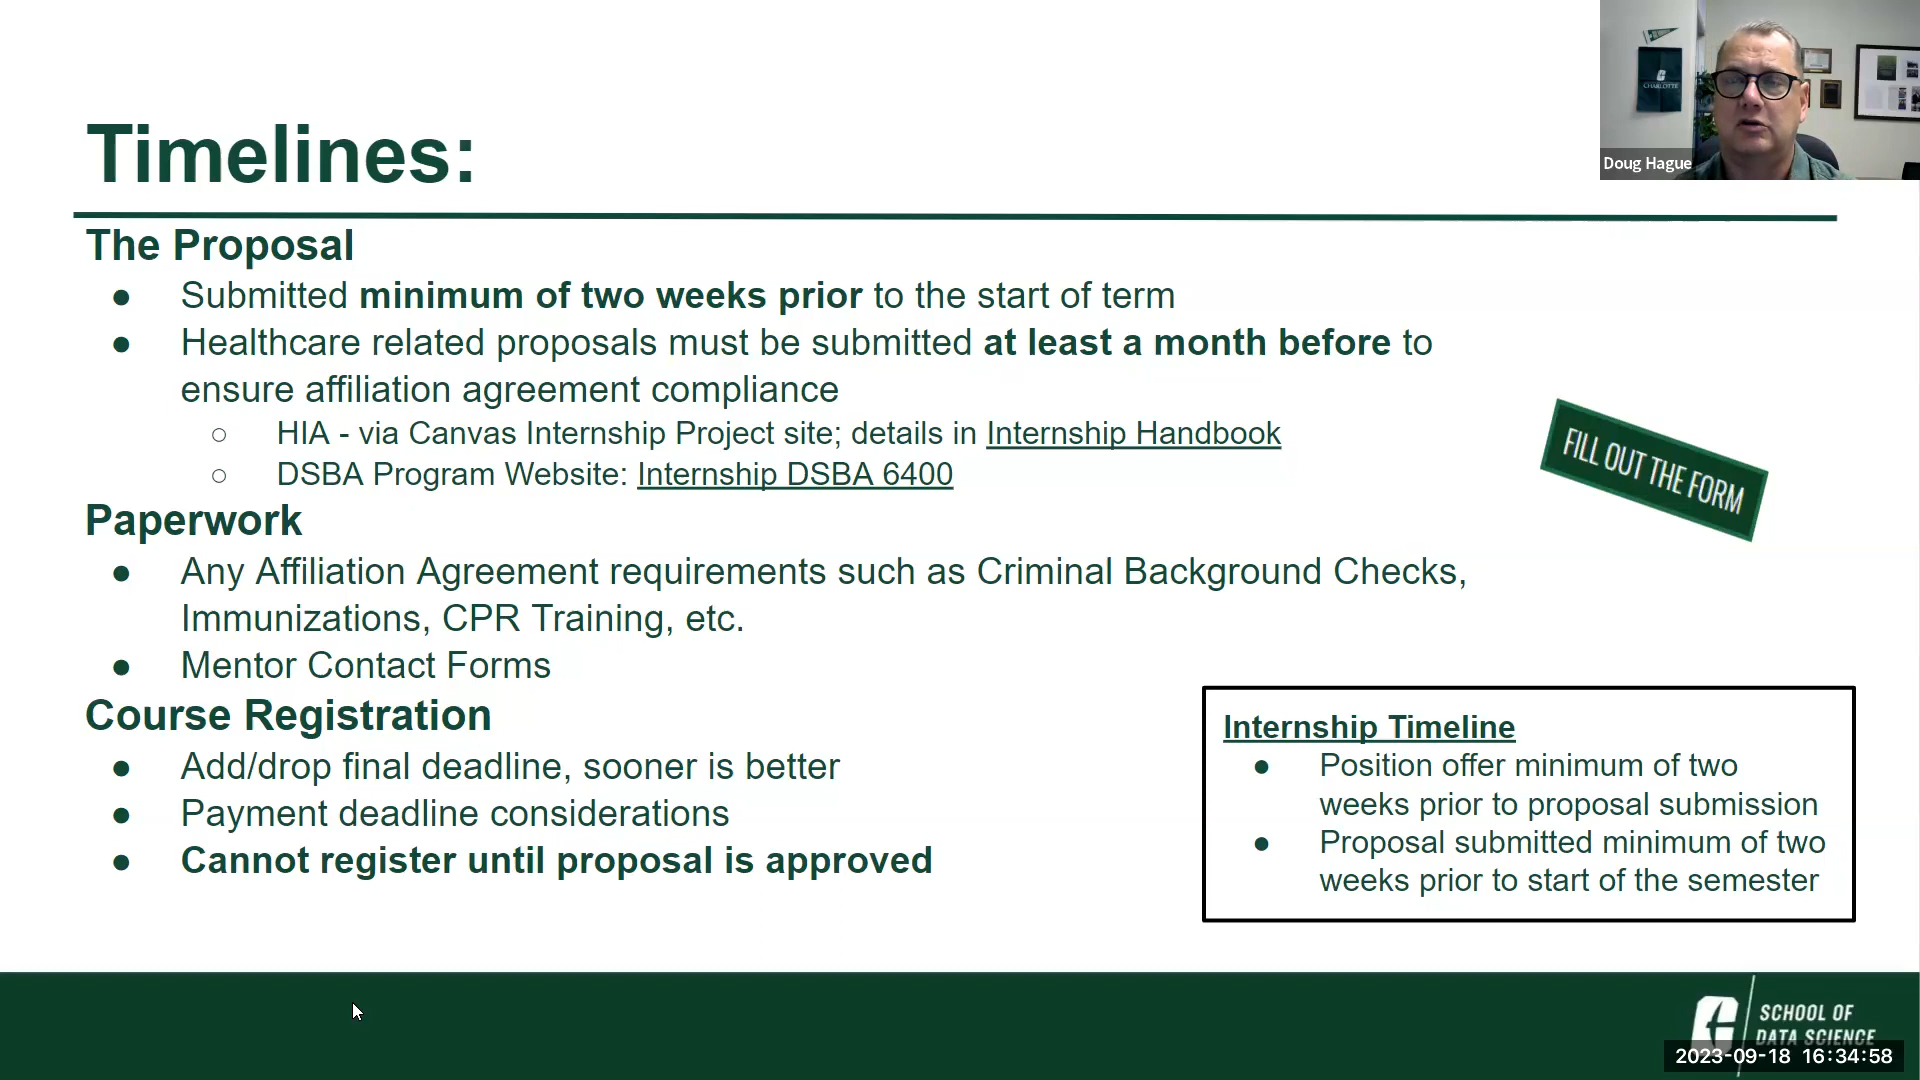 CHARLOTTE
Doug Hague
Timelines:
The Proposal
● Submitted minimum of two weeks prior to the start of term
● Healthcare related proposals must be submitted at least a month before to
ensure affiliation agreement compliance
○ HIA - via Canvas Internship Project site; details in Internship Handbook
○ DSBA Program Website: Internship DSBA 6400
FILL OUT THE FORM
Paperwork
● Any Affiliation Agreement requirements such as Criminal Background Checks,
Immunizations, CPR Training, etc.
● Mentor Contact Forms
Course Registration
● Add/drop final deadline, sooner is better
● Payment deadline considerations
● Cannot register until proposal is approved
Internship Timeline
● Position offer minimum of two
weeks prior to proposal submission
● Proposal submitted minimum of two
weeks prior to start of the semester
SCHOOL OF
DATA SCIENCE
2023-09-18 16:34:58